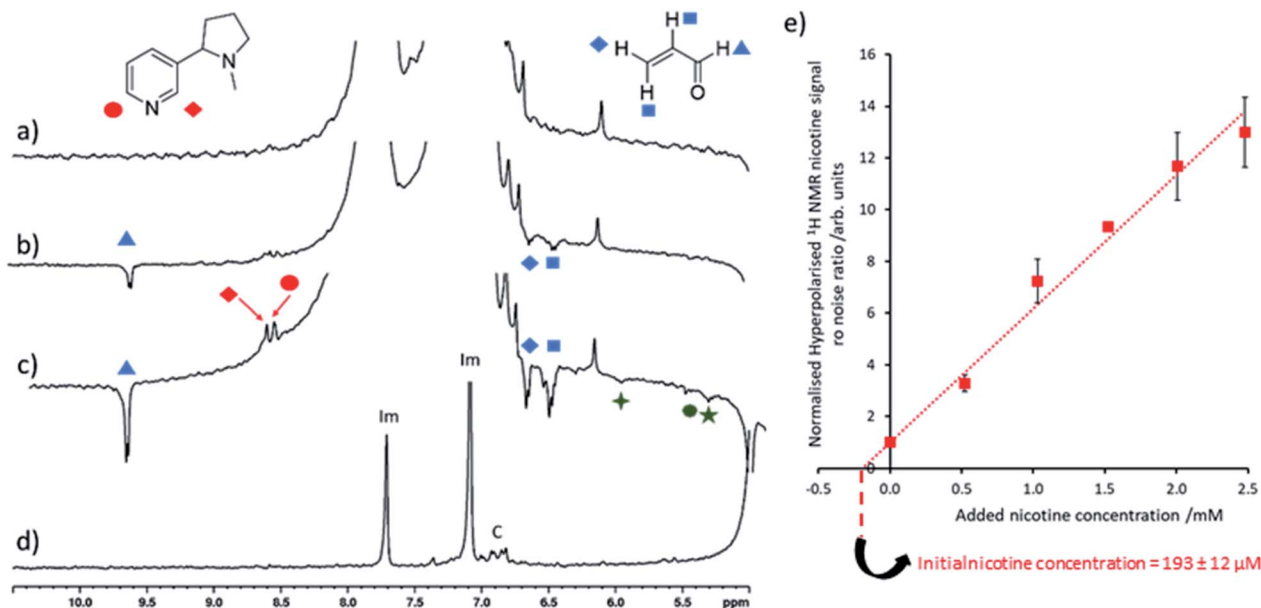 N
N
H
H
H
H
O
a)
b)
c)
d)
Im
Im
C
10.0 9.5 9.0 8.5 8.0 7.5 7.0 6.5 6.0 5.5 ppm
e)
Normalised Hyperpolarised ¹H NMR nicotine signal
ro noise ratio /arb. units
16
14
12
10
8
6
4
2
0
-0.5 0.0 0.5 1.0 1.5 2.0 2.5
Added nicotine concentration /mM
Initialnicotine concentration = 193 ± 12 µM